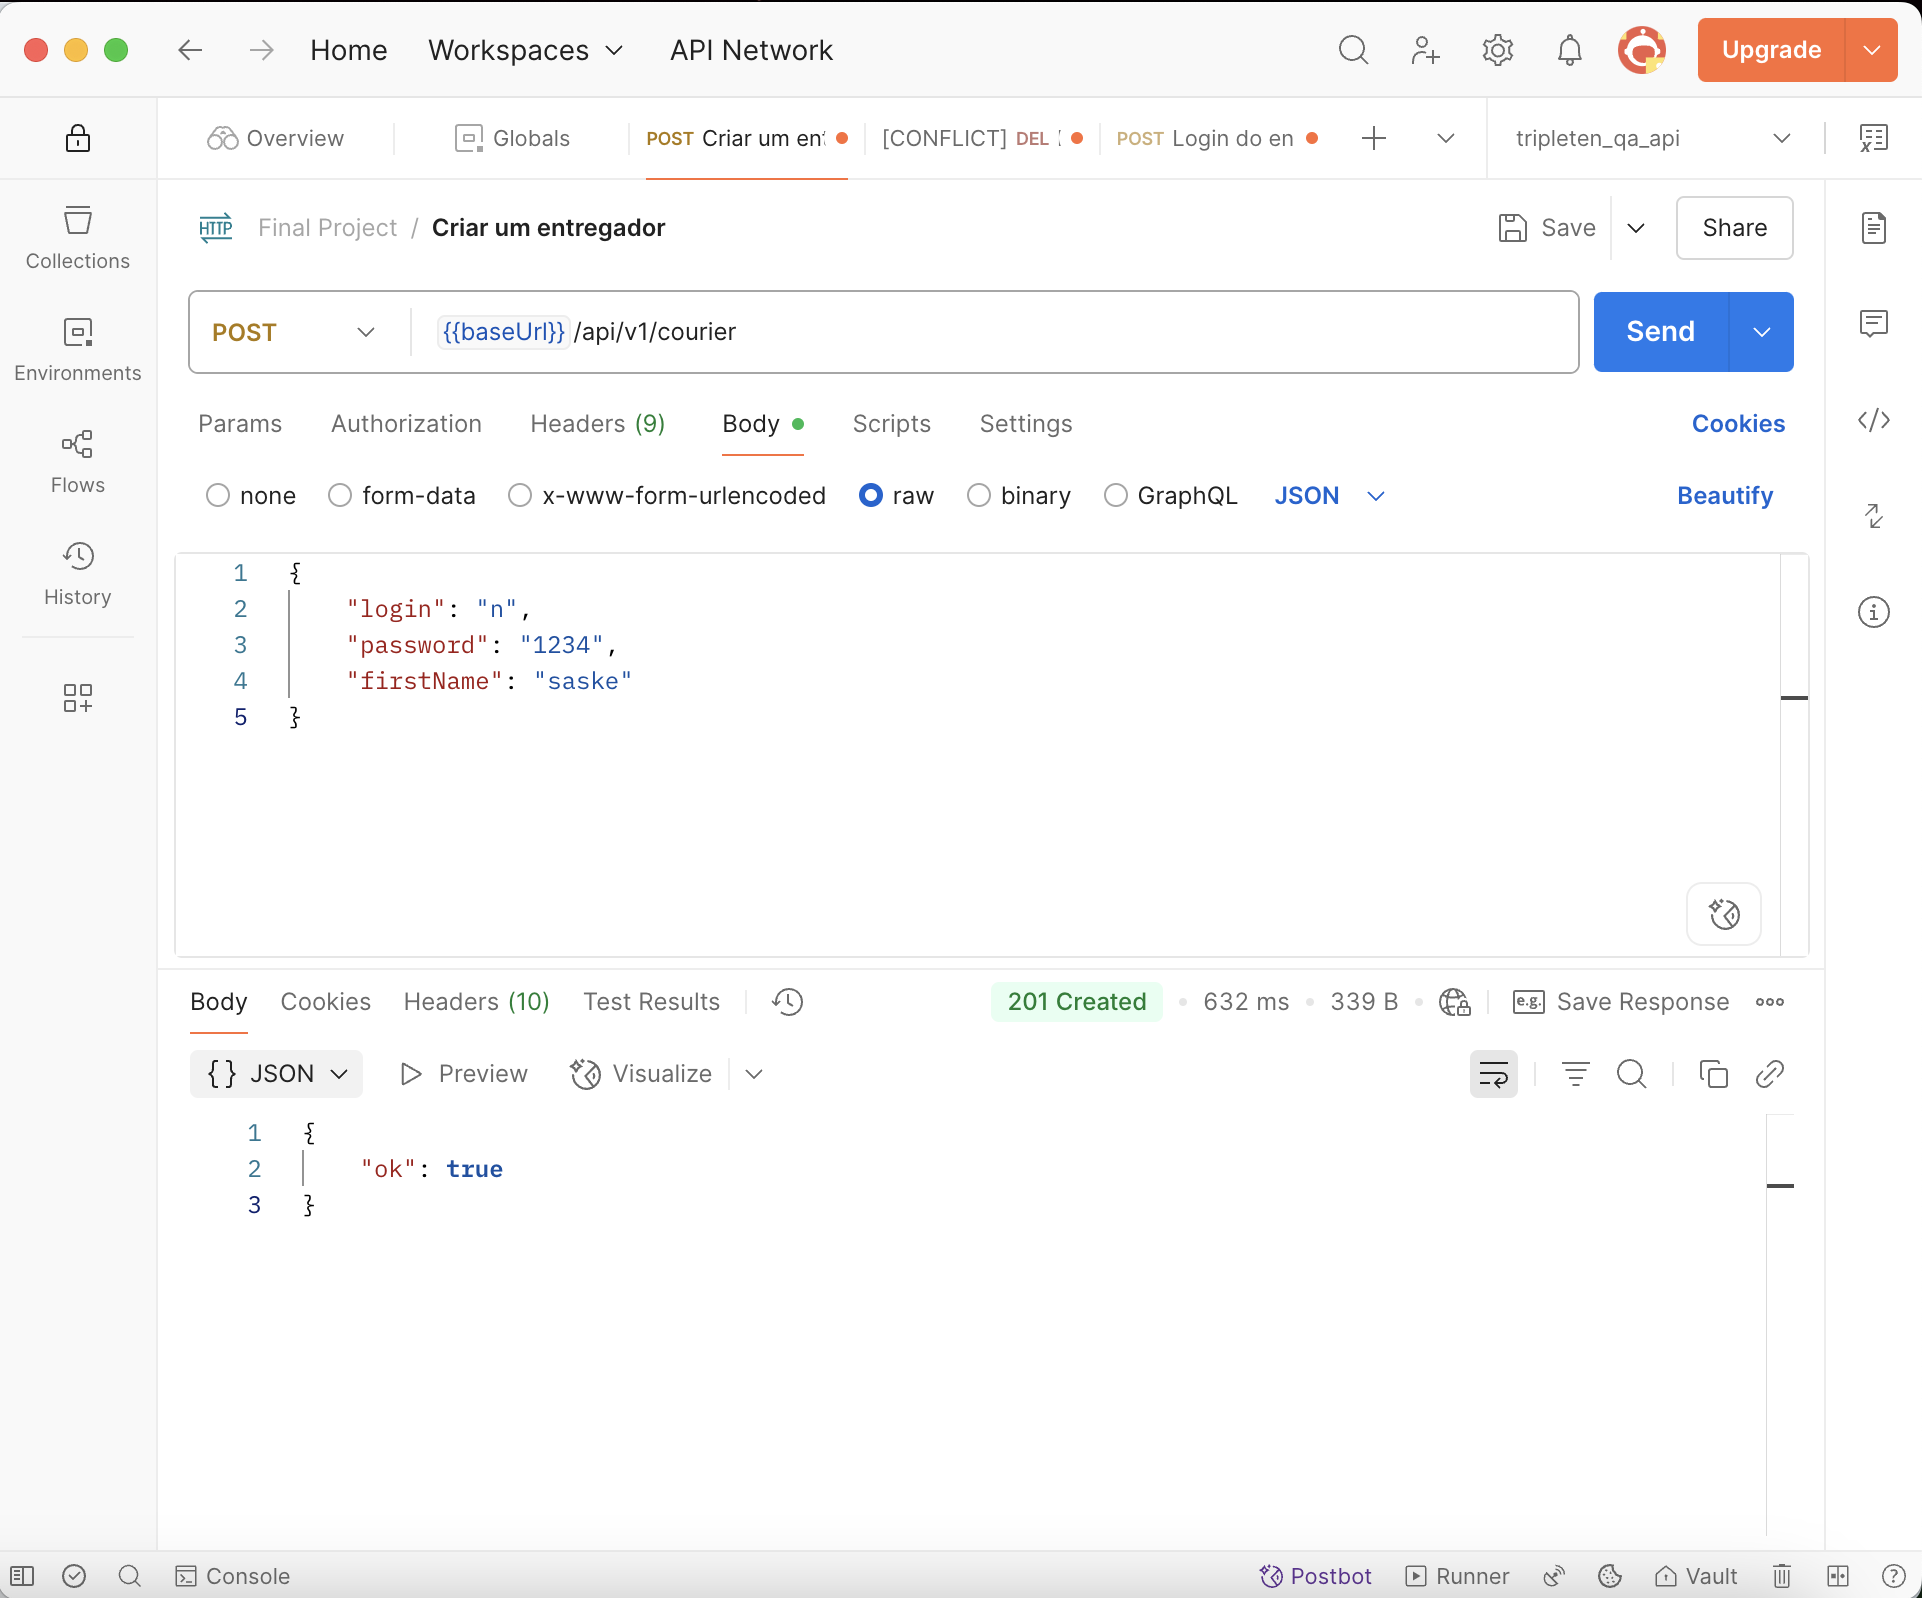 Home Workspaces API Network Upgrade
Overview Globals POST Criar um ent [CONFLICT] DEL POST Login do en tripleten_qa_api
HTTP Final Project / Criar um entregador Save Share
Collections
Environments
Flows
History
POST {{baseUrl}}/api/v1/courier Send
Params Authorization Headers (9) Body Scripts Settings Cookies
none form-data x-www-form-urlencoded raw binary GraphQL JSON Beautify
1 {
2 "login": "n",
3 "password": "1234",
4 "firstName": "saske"
5 }
Body Cookies Headers (10) Test Results 201 Created 632 ms 339 B e.g. Save Response
{} JSON Preview Visualize
1 {
2 "ok": true
3 }
Console Postbot Runner Vault